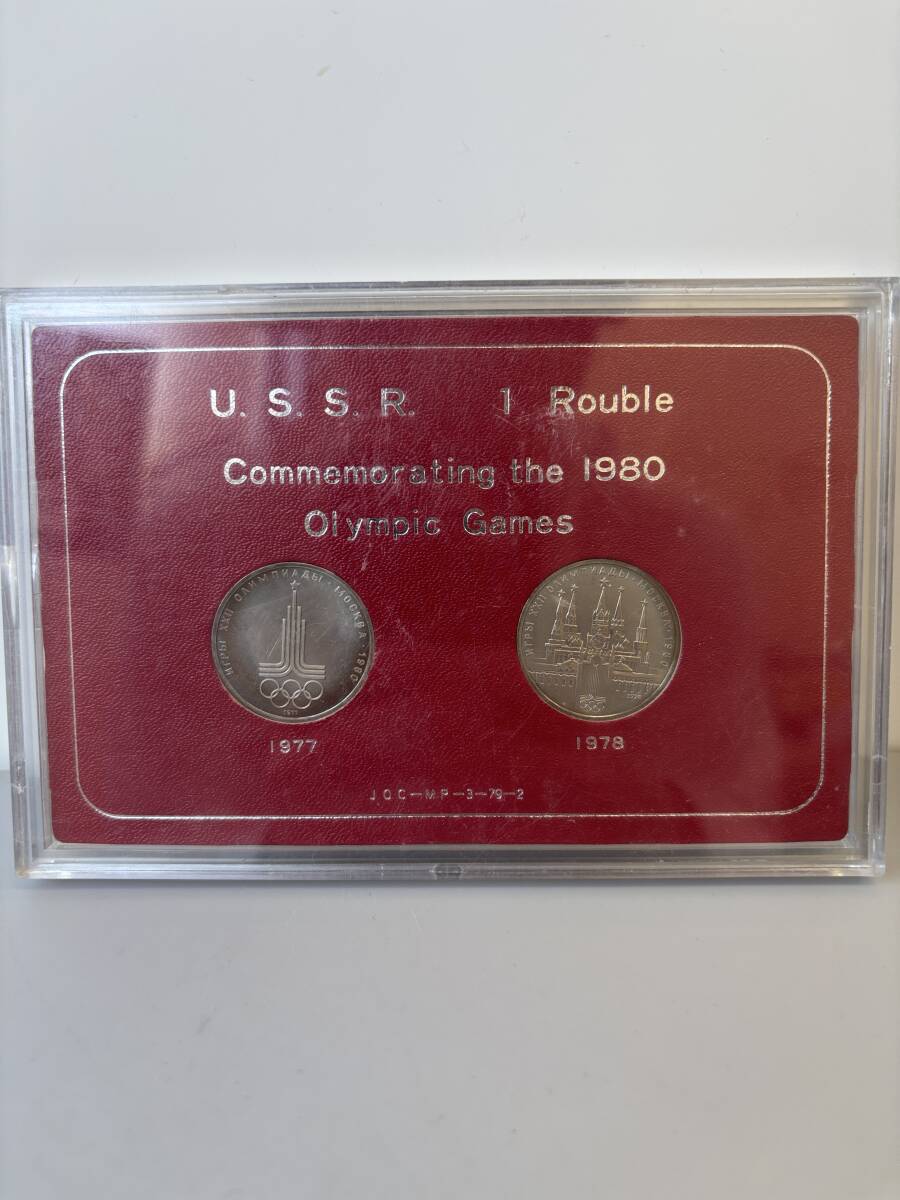 U. S. S. R. 1 Rouble
Commemorating the 1980
Olympic Games
ИГРЫ XXII ОЛИМПИАДЫ · МОСКВА · 1980
1977
ИГРЫ XXII ОЛИМПИАДЫ · МОСКВА · 1980
1977
1978
J.O.C—MP—3—79—2